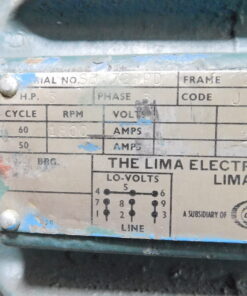 RIAL NO. FRAME
H.P. PHASE CODE
CYCLE RPM VOLTS
60 AMPS
50 AMPS
BRG. THE LIMA ELECTR
LO-VOLTS LIMA
5
4 6
7 8 9
1 2 3
LINE A SUBSIDIARY OF